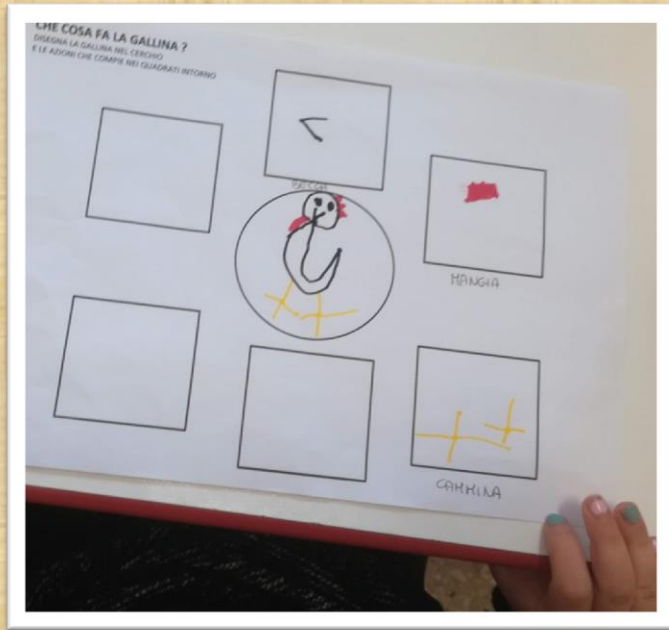 CHE COSA FA LA GALLINA ?
DISEGNA LA GALLINA NEL CERCHIO
E LE AZIONI CHE COMPIE NEI QUADRATI INTORNO
BECCA
MANGIA
CAMMINA